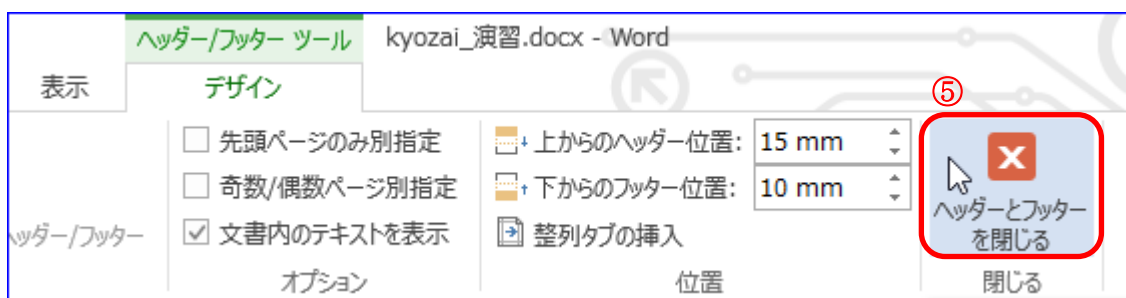 ヘッダー/フッター ツール kyozai_演習.docx - Word
表示 デザイン
⑤
先頭ページのみ別指定
奇数/偶数ページ別指定
文書内のテキストを表示
オプション
ヘッダー/フッター
上からのヘッダー位置: 15 mm
下からのフッター位置: 10 mm
整列タブの挿入
位置
ヘッダーとフッター
を閉じる
閉じる